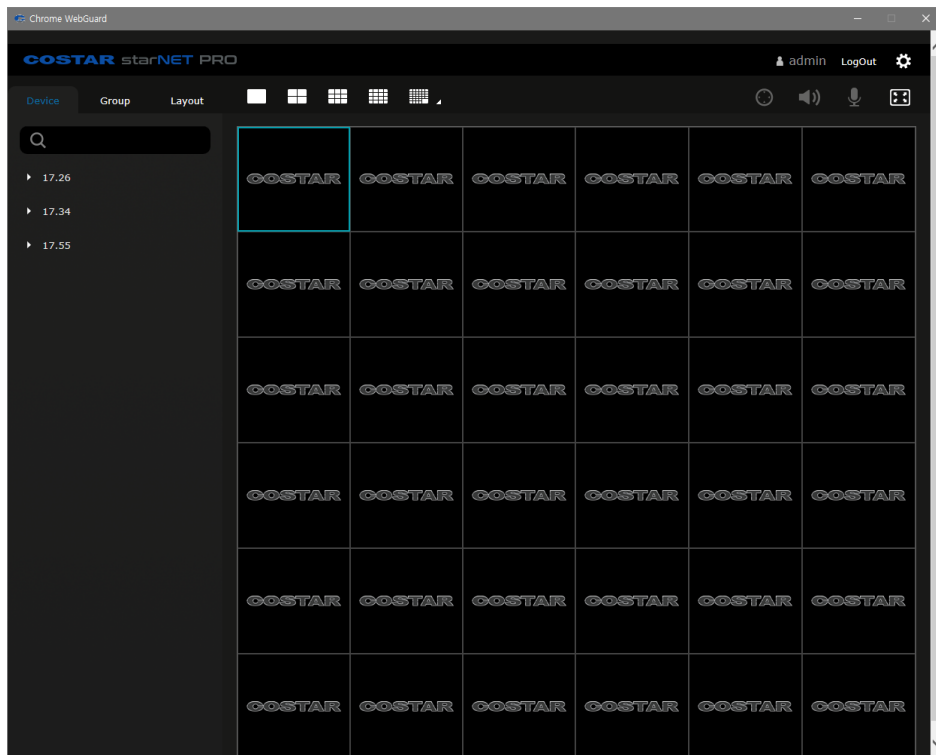 Chrome WebGuard
COSTAR starNET PRO
admin LogOut
Device Group Layout
17.26
17.34
17.55
COSTAR COSTAR COSTAR COSTAR COSTAR COSTAR
COSTAR COSTAR COSTAR COSTAR COSTAR COSTAR
COSTAR COSTAR COSTAR COSTAR COSTAR COSTAR
COSTAR COSTAR COSTAR COSTAR COSTAR COSTAR
COSTAR COSTAR COSTAR COSTAR COSTAR COSTAR
COSTAR COSTAR COSTAR COSTAR COSTAR COSTAR